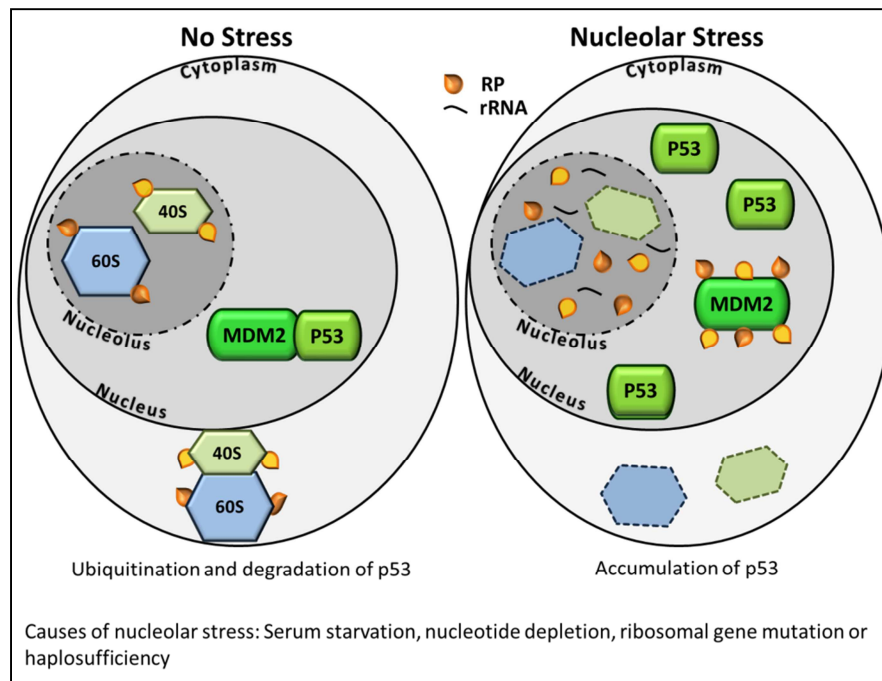 No Stress
Nucleolar Stress
Cytoplasm
Cytoplasm
RP
rRNA
P53
P53
40S
60S
MDM2
MDM2 P53
Nucleolus
Nucleolus
Nucleus
Nucleus
P53
40S
60S
Ubiquitination and degradation of p53
Accumulation of p53
Causes of nucleolar stress: Serum starvation, nucleotide depletion, ribosomal gene mutation or
haplosufficiency